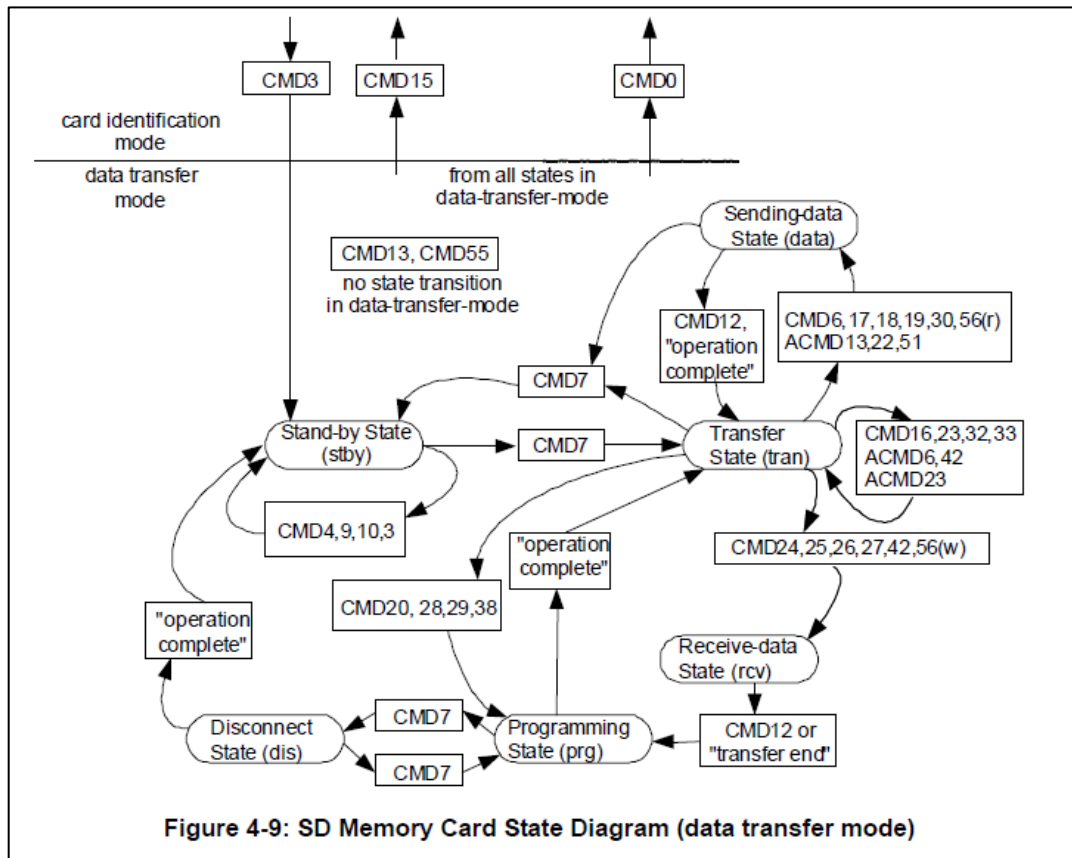 CMD3
CMD15
CMD0
card identification
mode
data transfer
mode
from all states in
data-transfer-mode
CMD13, CMD55
no state transition
in data-transfer-mode
Sending-data
State (data)
CMD12,
"operation
complete"
CMD6,17,18,19,30,56(r)
ACMD13,22,51
CMD7
Stand-by State
(stby)
CMD7
Transfer
State (tran)
CMD16,23,32,33
ACMD6,42
ACMD23
CMD4,9,10,3
"operation
complete"
CMD24,25,26,27,42,56(w)
CMD20, 28,29,38
"operation
complete"
Receive-data
State (rcv)
Disconnect
State (dis)
CMD7
CMD7
Programming
State (prg)
CMD12 or
"transfer end"
Figure 4-9: SD Memory Card State Diagram (data transfer mode)